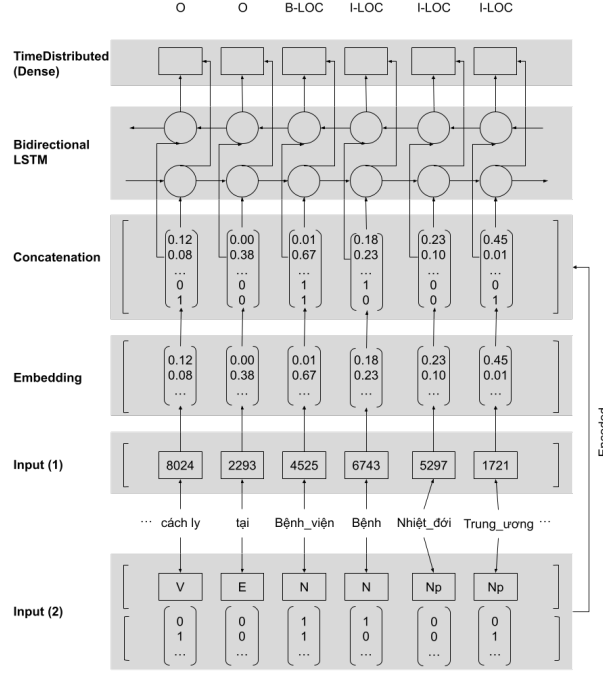 O O B-LOC I-LOC I-LOC I-LOC
TimeDistributed
(Dense)
Bidirectional
LSTM
Concatenation
0.12 0.00 0.01 0.18 0.23 0.45
0.08 0.38 0.67 0.23 0.10 0.01
... ... ... ... ... ...
0 0 1 1 0 0
1 0 1 0 0 1
Embedding
0.12 0.00 0.01 0.18 0.23 0.45
0.08 0.38 0.67 0.23 0.10 0.01
... ... ... ... ... ...
Input (1)
8024 2293 4525 6743 5297 1721
... cách ly tại Bệnh_viện Bệnh Nhiệt_đới Trung_ương ...
Input (2)
V E N N Np Np
0 0 1 1 0 0
1 0 1 0 0 1
... ... ... ... ... ...
Encoded